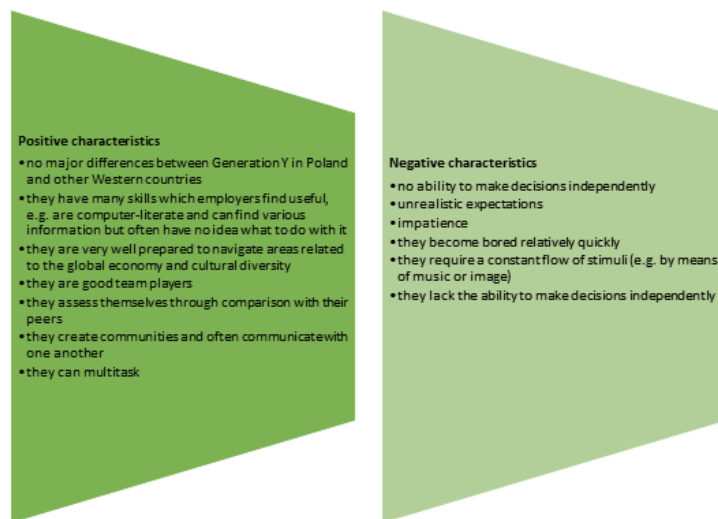 Positive characteristics
•no major differences between Generation Y in Poland
and other Western countries
•they have many skills which employers find useful,
e.g. are computer-literate and can find various
information but often have no idea what to do with it
•they are very well prepared to navigate areas related
to the global economy and cultural diversity
•they are good team players
•they assess themselves through comparison with their
peers
•they create communities and often communicate with
one another
•they can multitask
Negative characteristics
•no ability to make decisions independently
•unrealistic expectations
•impatience
•they become bored relatively quickly
•they require a constant flow of stimuli (e.g. by means
of music or image)
•they lack the ability to make decisions independently